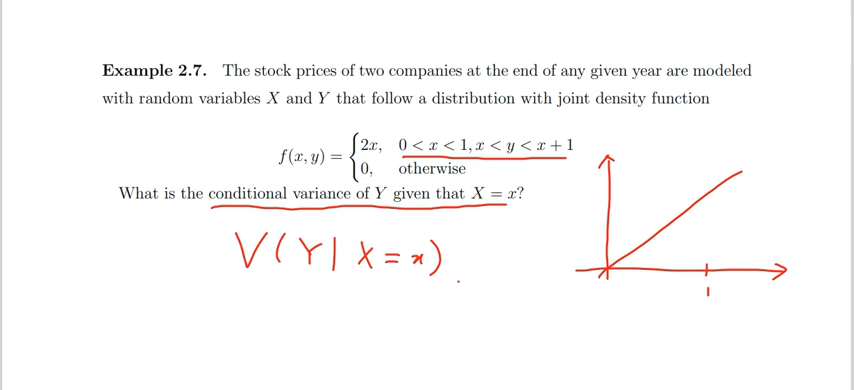 Example 2.7. The stock prices of two companies at the end of any given year are modeled
with random variables X and Y that follow a distribution with joint density function
f(x, y) = { 2x, 0 < x < 1, x < y < x + 1
0, otherwise
What is the conditional variance of Y given that X = x?
V(Y| X = x).
1